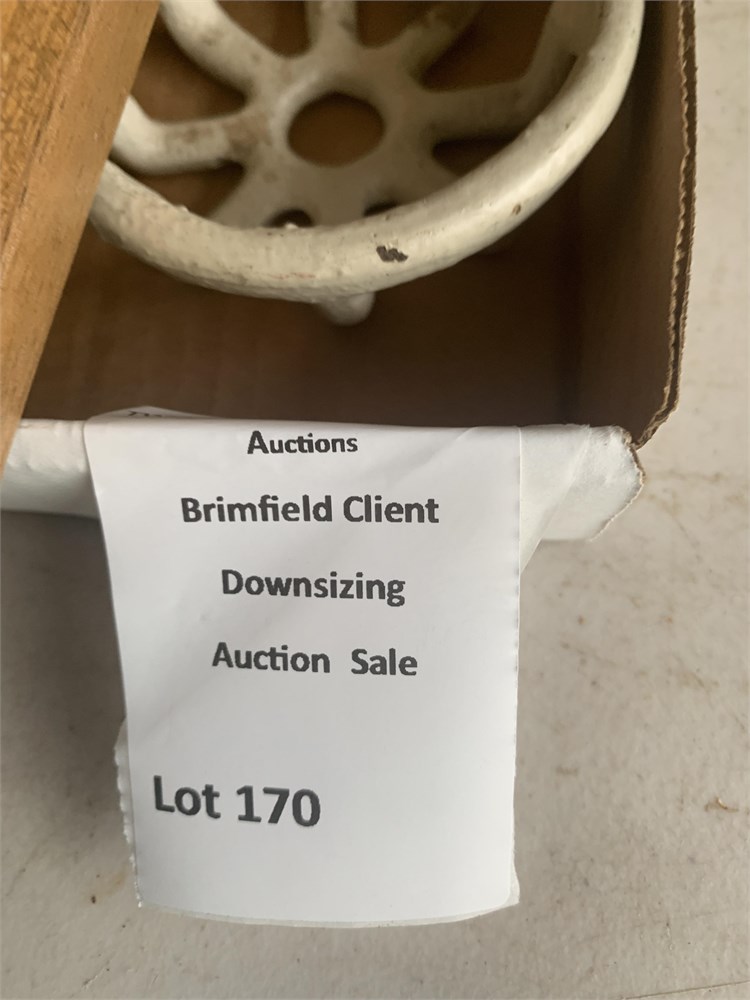 Auctions
Brimfield Client
Downsizing
Auction Sale
Lot 170